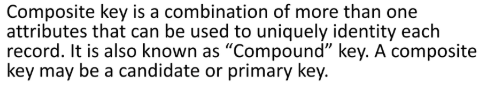 Composite key is a combination of more than one
attributes that can be used to uniquely identity each
record. It is also known as “Compound” key. A composite
key may be a candidate or primary key.